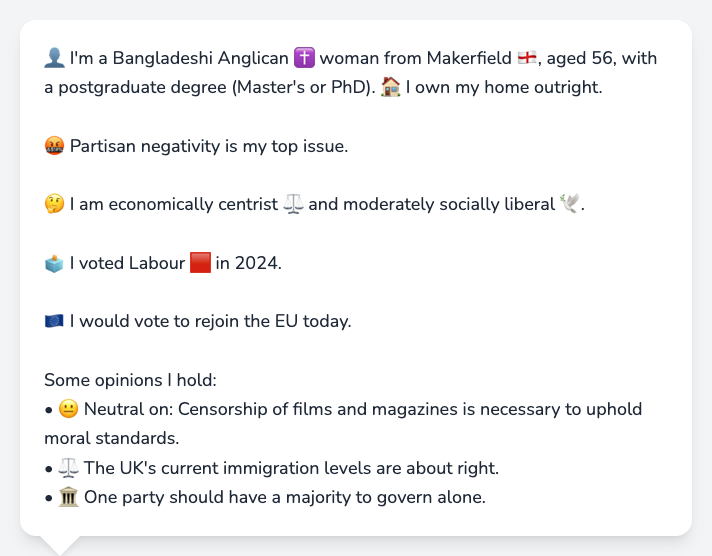 👤 I'm a Bangladeshi Anglican ✝️ woman from Makerfield 🏴󠁧󠁢󠁥󠁮󠁧󠁿, aged 56, with
a postgraduate degree (Master's or PhD). 🏠 I own my home outright.
🤬 Partisan negativity is my top issue.
🤔 I am economically centrist ⚖️ and moderately socially liberal 🕊️.
🗳️ I voted Labour 🟥 in 2024.
🇪🇺 I would vote to rejoin the EU today.
Some opinions I hold:
• 😐 Neutral on: Censorship of films and magazines is necessary to uphold
moral standards.
• ⚖️ The UK's current immigration levels are about right.
• 🏛️ One party should have a majority to govern alone.